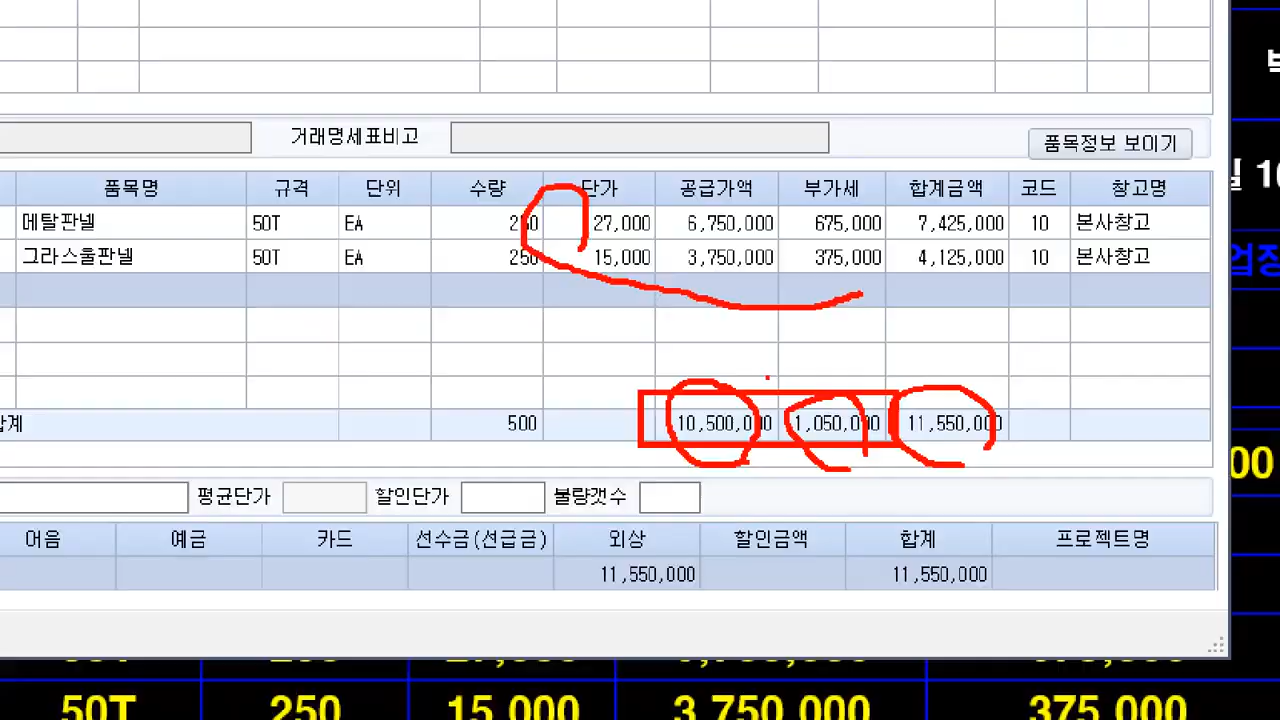 거래명세표비고 품목정보 보이기
품목명 규격 단위 수량 단가 공급가액 부가세 합계금액 코드 창고명
메탈판넬 50T EA 250 27,000 6,750,000 675,000 7,425,000 10 본사창고
그라스울판넬 50T EA 250 15,000 3,750,000 375,000 4,125,000 10 본사창고
합계 500 10,500,000 1,050,000 11,550,000
평균단가 할인단가 불량갯수
어음 예금 카드 선수금(선급금) 외상 할인금액 합계 프로젝트명
11,550,000 11,550,000
50T 250 15,000 3,750,000 375,000